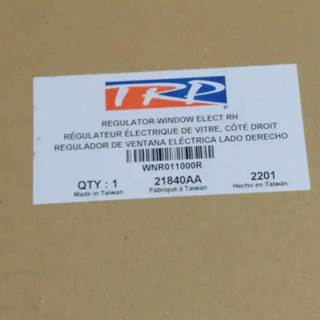 TRP
REGULATOR-WINDOW ELECT RH
RÉGULATEUR ÉLECTRIQUE DE VITRE, CÔTÉ DROIT
REGULADOR DE VENTANA ELÉCTRICA LADO DERECHO
WNR011000R
QTY : 1 21840AA 2201
Made in Taiwan Fabriqué à Taiwan Hecho en Taiwán